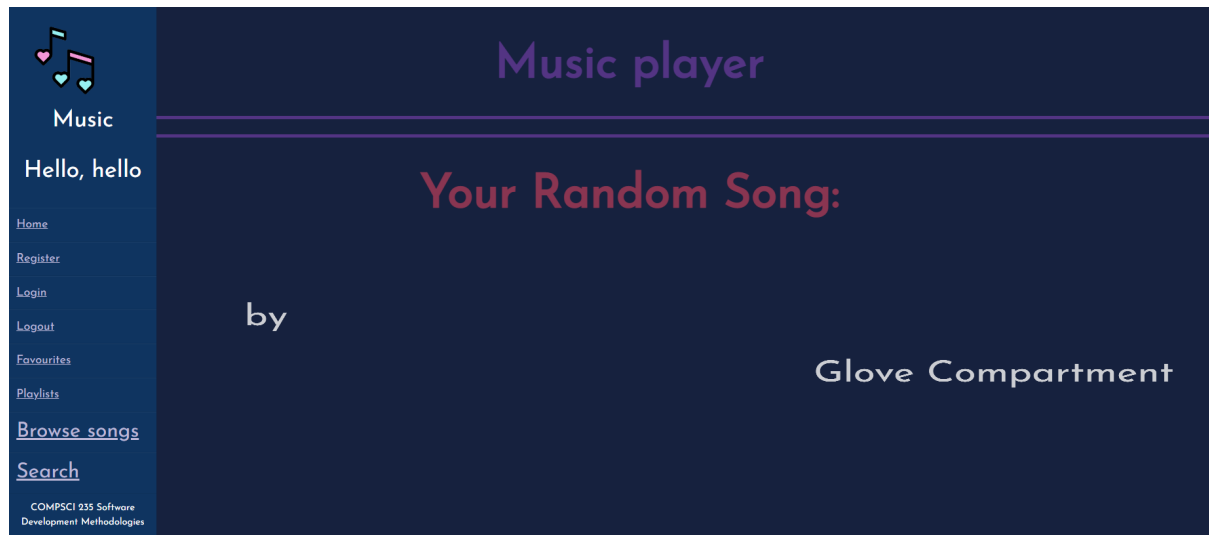 Music
Hello, hello
Home
Register
Login
Logout
Favourites
Playlists
Browse songs
Search
COMPSCI 235 Software
Development Methodologies
Music player
Your Random Song:
by
Glove Compartment